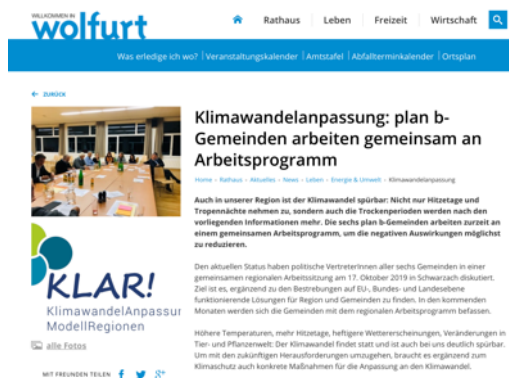 WILLKOMMEN IN
wolfurt
Rathaus Leben Freizeit Wirtschaft
Was erledige ich wo? | Veranstaltungskalender | Amtstafel | Abfallterminkalender | Ortsplan
← ZURÜCK
Klimawandelanpassung: plan b-
Gemeinden arbeiten gemeinsam an
Arbeitsprogramm
Home - Rathaus - Aktuelles - News - Leben - Energie & Umwelt - Klimawandelanpassung
Auch in unserer Region ist der Klimawandel spürbar: Nicht nur Hitzetage und
Tropennächte nehmen zu, sondern auch die Trockenperioden werden nach den
vorliegenden Informationen mehr. Die sechs plan b-Gemeinden arbeiten zurzeit an
einem gemeinsamen Arbeitsprogramm, um die negativen Auswirkungen möglichst
zu reduzieren.
Den aktuellen Status haben politische VertreterInnen aller sechs Gemeinden in einer
gemeinsamen regionalen Arbeitssitzung am 17. Oktober 2019 in Schwarzach diskutiert.
Ziel ist es, ergänzend zu den Bestrebungen auf EU-, Bundes- und Landesebene
funktionierende Lösungen für Region und Gemeinden zu finden. In den kommenden
Monaten werden sich die Gemeinden mit dem regionalen Arbeitsprogramm befassen.
Höhere Temperaturen, mehr Hitzetage, heftigere Wettererscheinungen, Veränderungen in
Tier- und Pflanzenwelt: Der Klimawandel findet statt und ist auch bei uns deutlich spürbar.
Um mit den zukünftigen Herausforderungen umzugehen, braucht es ergänzend zum
Klimaschutz auch konkrete Maßnahmen für die Anpassung an den Klimawandel.
KLAR!
KlimawandelAnpassur
ModellRegionen
alle Fotos
MIT FREUNDEN TEILEN